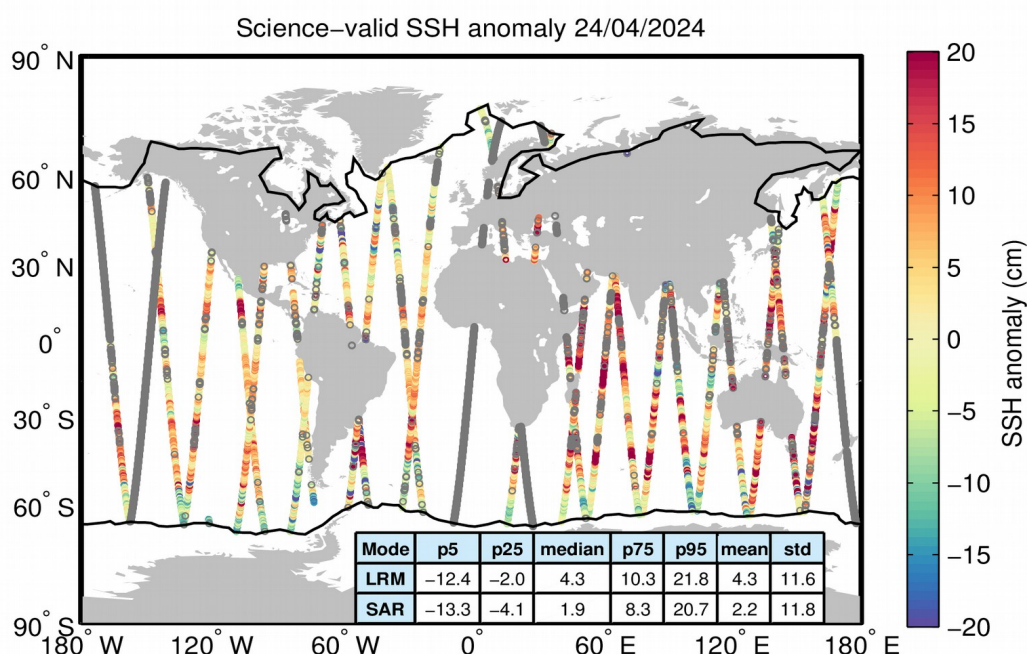 Science−valid SSH anomaly 24/04/2024
90° N
60° N
30° N
0°
30° S
60° S
90° S
180° W
120° W
60° W
0°
60° E
120° E
180° E
Mode p5 p25 median p75 p95 mean std
LRM −12.4 −2.0 4.3 10.3 21.8 4.3 11.6
SAR −13.3 −4.1 1.9 8.3 20.7 2.2 11.8
20
15
10
5
0
−5
−10
−15
−20
SSH anomaly (cm)